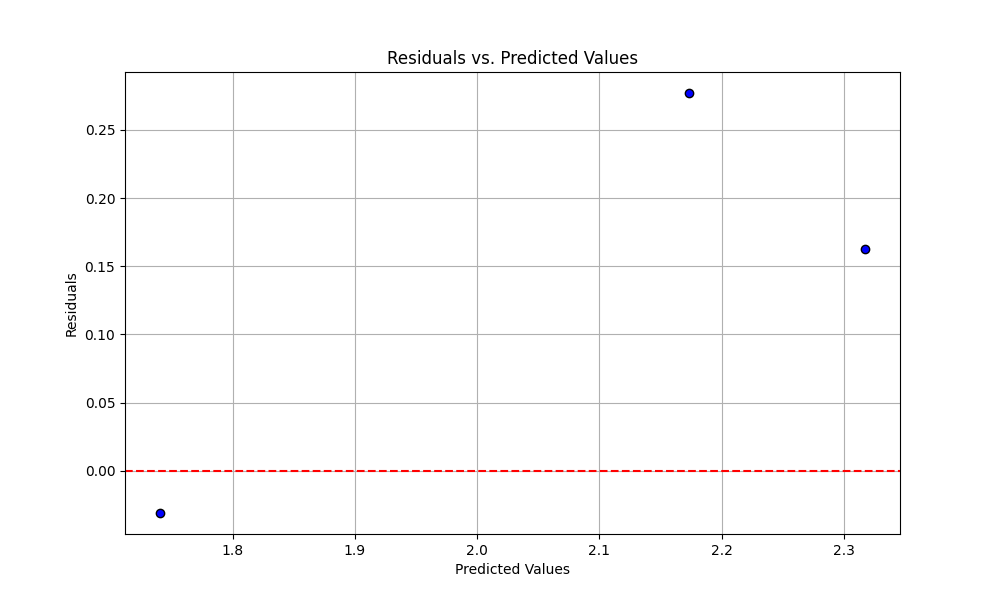 Residuals vs. Predicted Values
0.25
0.20
0.15
0.10
0.05
0.00
Residuals
1.8 1.9 2.0 2.1 2.2 2.3
Predicted Values